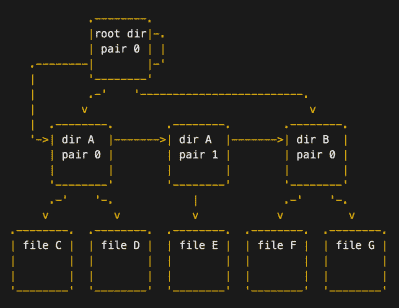 root dir
pair 0
dir A
pair 0
dir A
pair 1
dir B
pair 0
file C
file D
file E
file F
file G